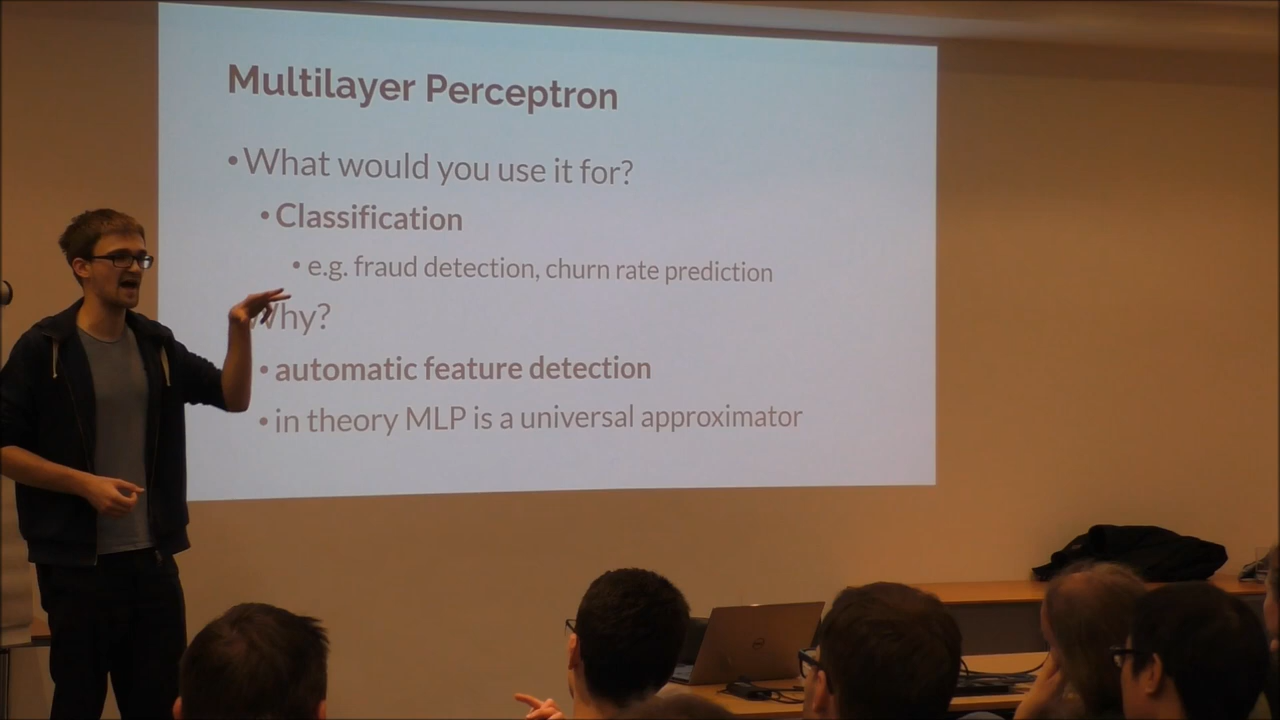 Multilayer Perceptron
• What would you use it for?
• Classification
• e.g. fraud detection, churn rate prediction
Why?
• automatic feature detection
• in theory MLP is a universal approximator
DELL